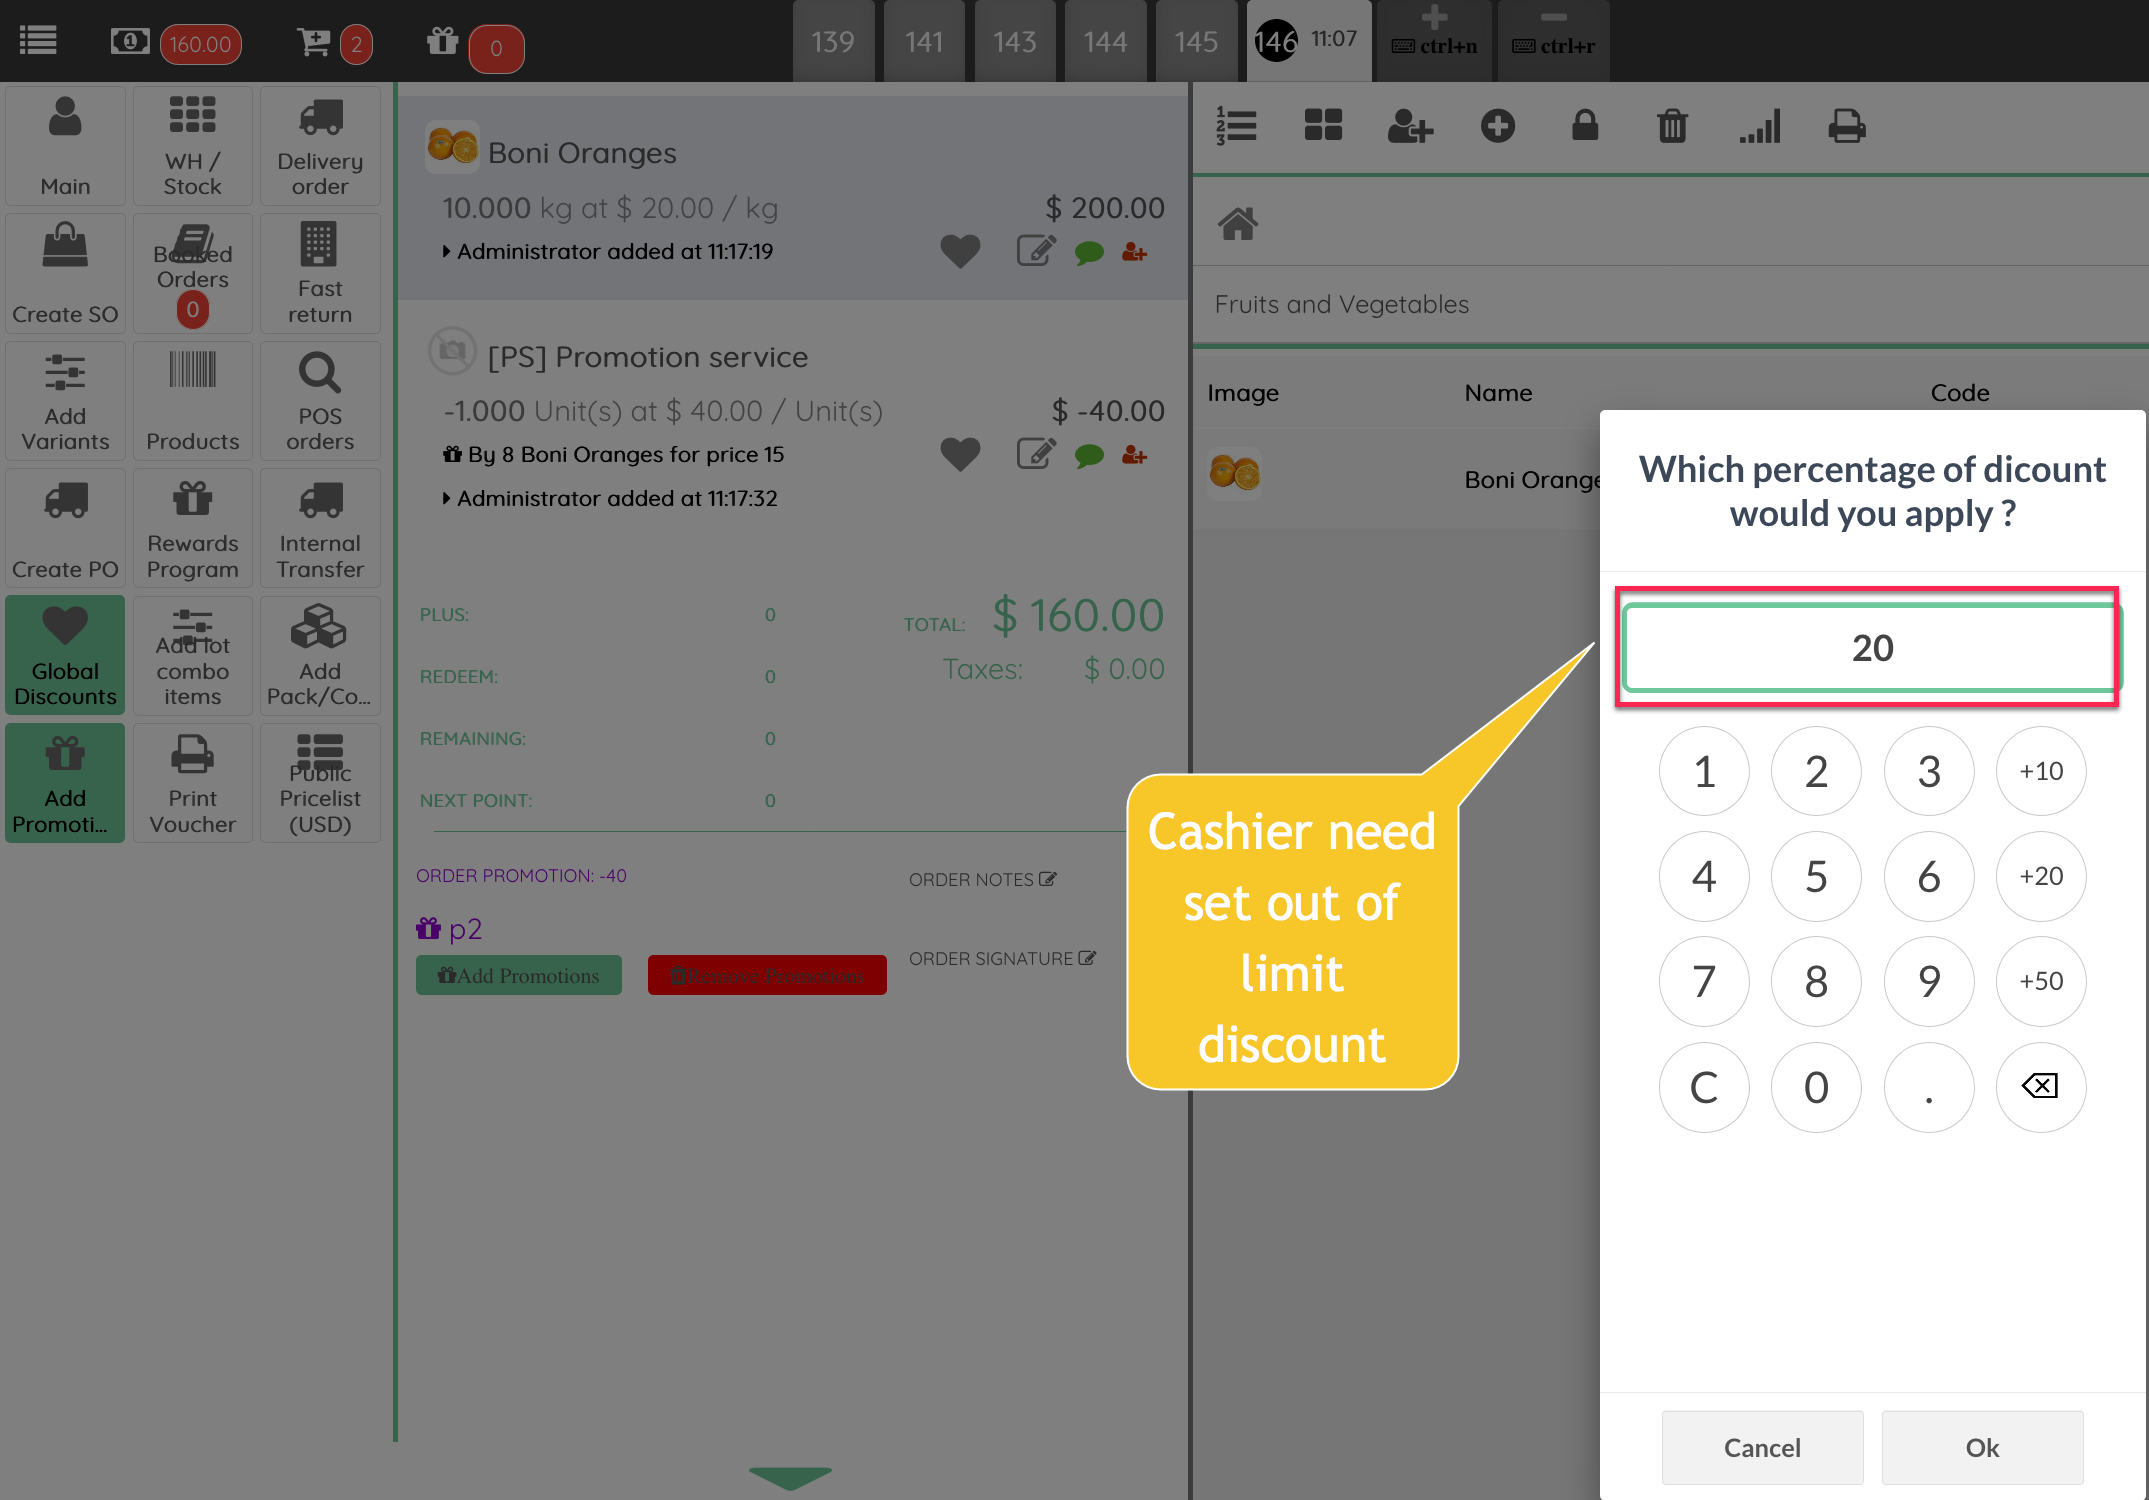 160.00
2
0
139
141
143
144
145
146 11:07
ctrl+n
ctrl+r
Main
WH /
Stock
Delivery
order
Create SO
Booked
Orders
0
Fast
return
Add
Variants
Products
POS
orders
Create PO
Rewards
Program
Internal
Transfer
Global
Discounts
Add lot
combo
items
Add
Pack/Co...
Add
Promoti...
Print
Voucher
Public
Pricelist
(USD)
Boni Oranges
10.000 kg at $ 20.00 / kg
$ 200.00
Administrator added at 11:17:19
[PS] Promotion service
-1.000 Unit(s) at $ 40.00 / Unit(s)
$ -40.00
By 8 Boni Oranges for price 15
Administrator added at 11:17:32
PLUS: 0
TOTAL: $ 160.00
Taxes: $ 0.00
REDEEM: 0
REMAINING: 0
NEXT POINT: 0
ORDER PROMOTION: -40
ORDER NOTES
p2
Add Promotions
Remove Promotions
ORDER SIGNATURE
1
2
3
Fruits and Vegetables
Image
Name
Code
Boni Orange
Cashier need
set out of
limit
discount
Which percentage of dicount
would you apply ?
20
1 2 3 +10
4 5 6 +20
7 8 9 +50
C 0 .
Cancel
Ok